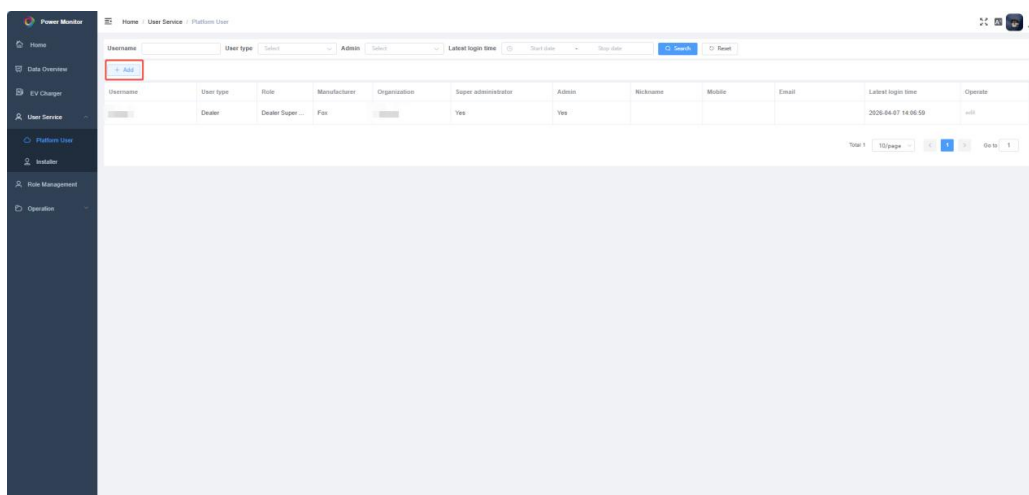 Power Monitor
Home / User Service / Platform User
Home
Data Overview
EV Charger
User Service
Platform User
Installer
Role Management
Operation
Username User type Select Admin Select Latest login time Start date - Stop date Search Reset
+ Add
Username User type Role Manufacturer Organization Super administrator Admin Nickname Mobile Email Latest login time Operate
Dealer Dealer Super ... Fox Yes Yes 2026-04-07 14:06:50 edit
Total 1 10/page < 1 > Go to 1